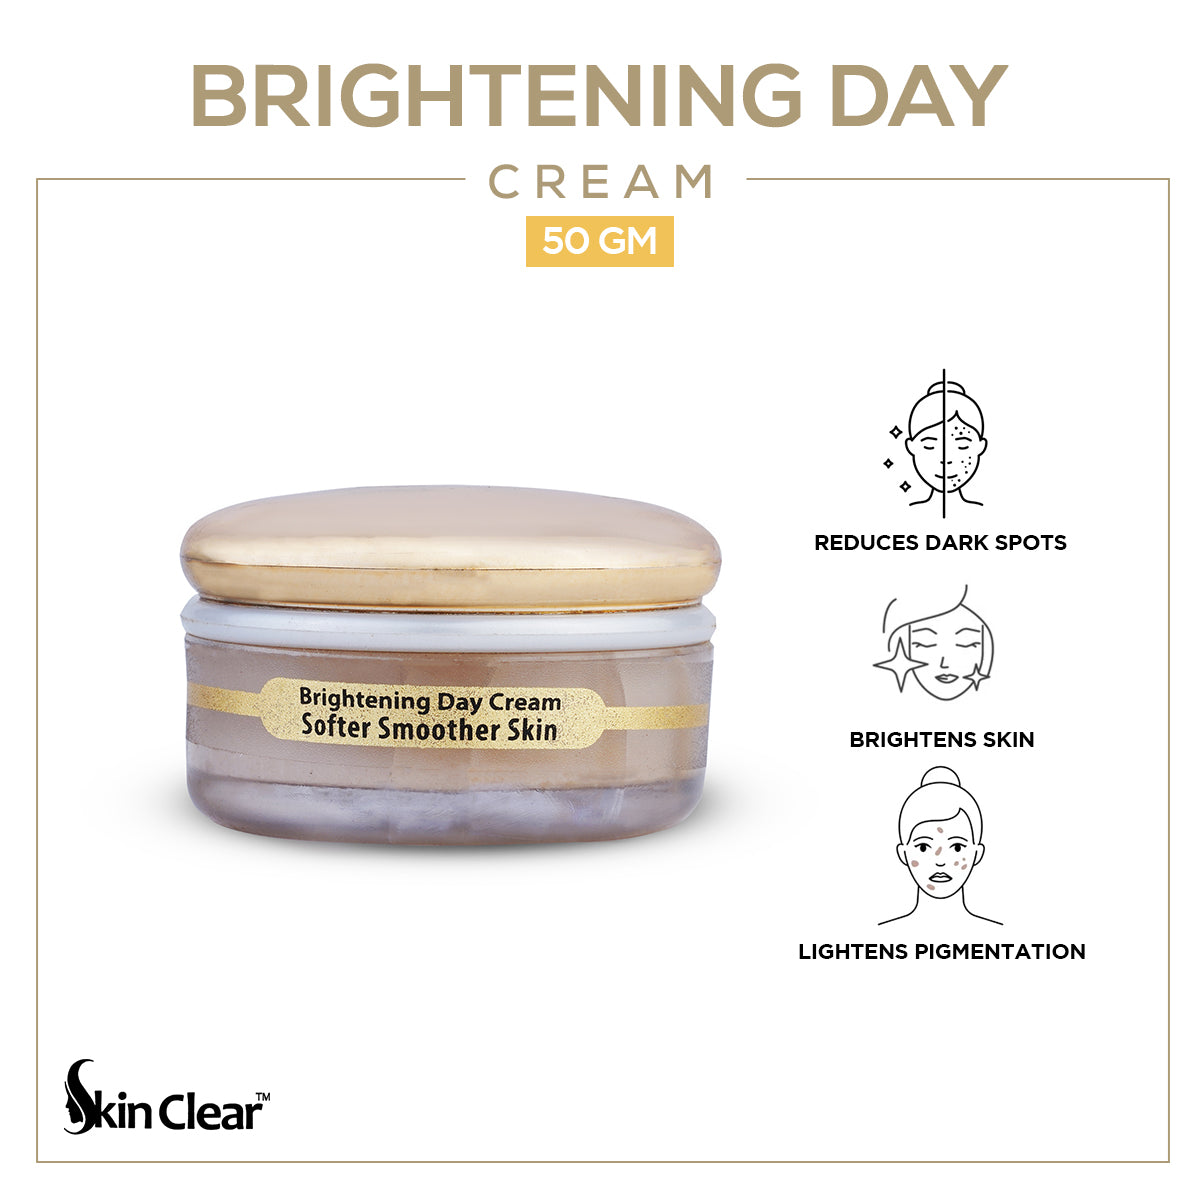 BRIGHTENING DAY
CREAM
50 GM
REDUCES DARK SPOTS
BRIGHTENS SKIN
Brightening Day Cream
Softer Smoother Skin
LIGHTENS PIGMENTATION
Skin Clear™